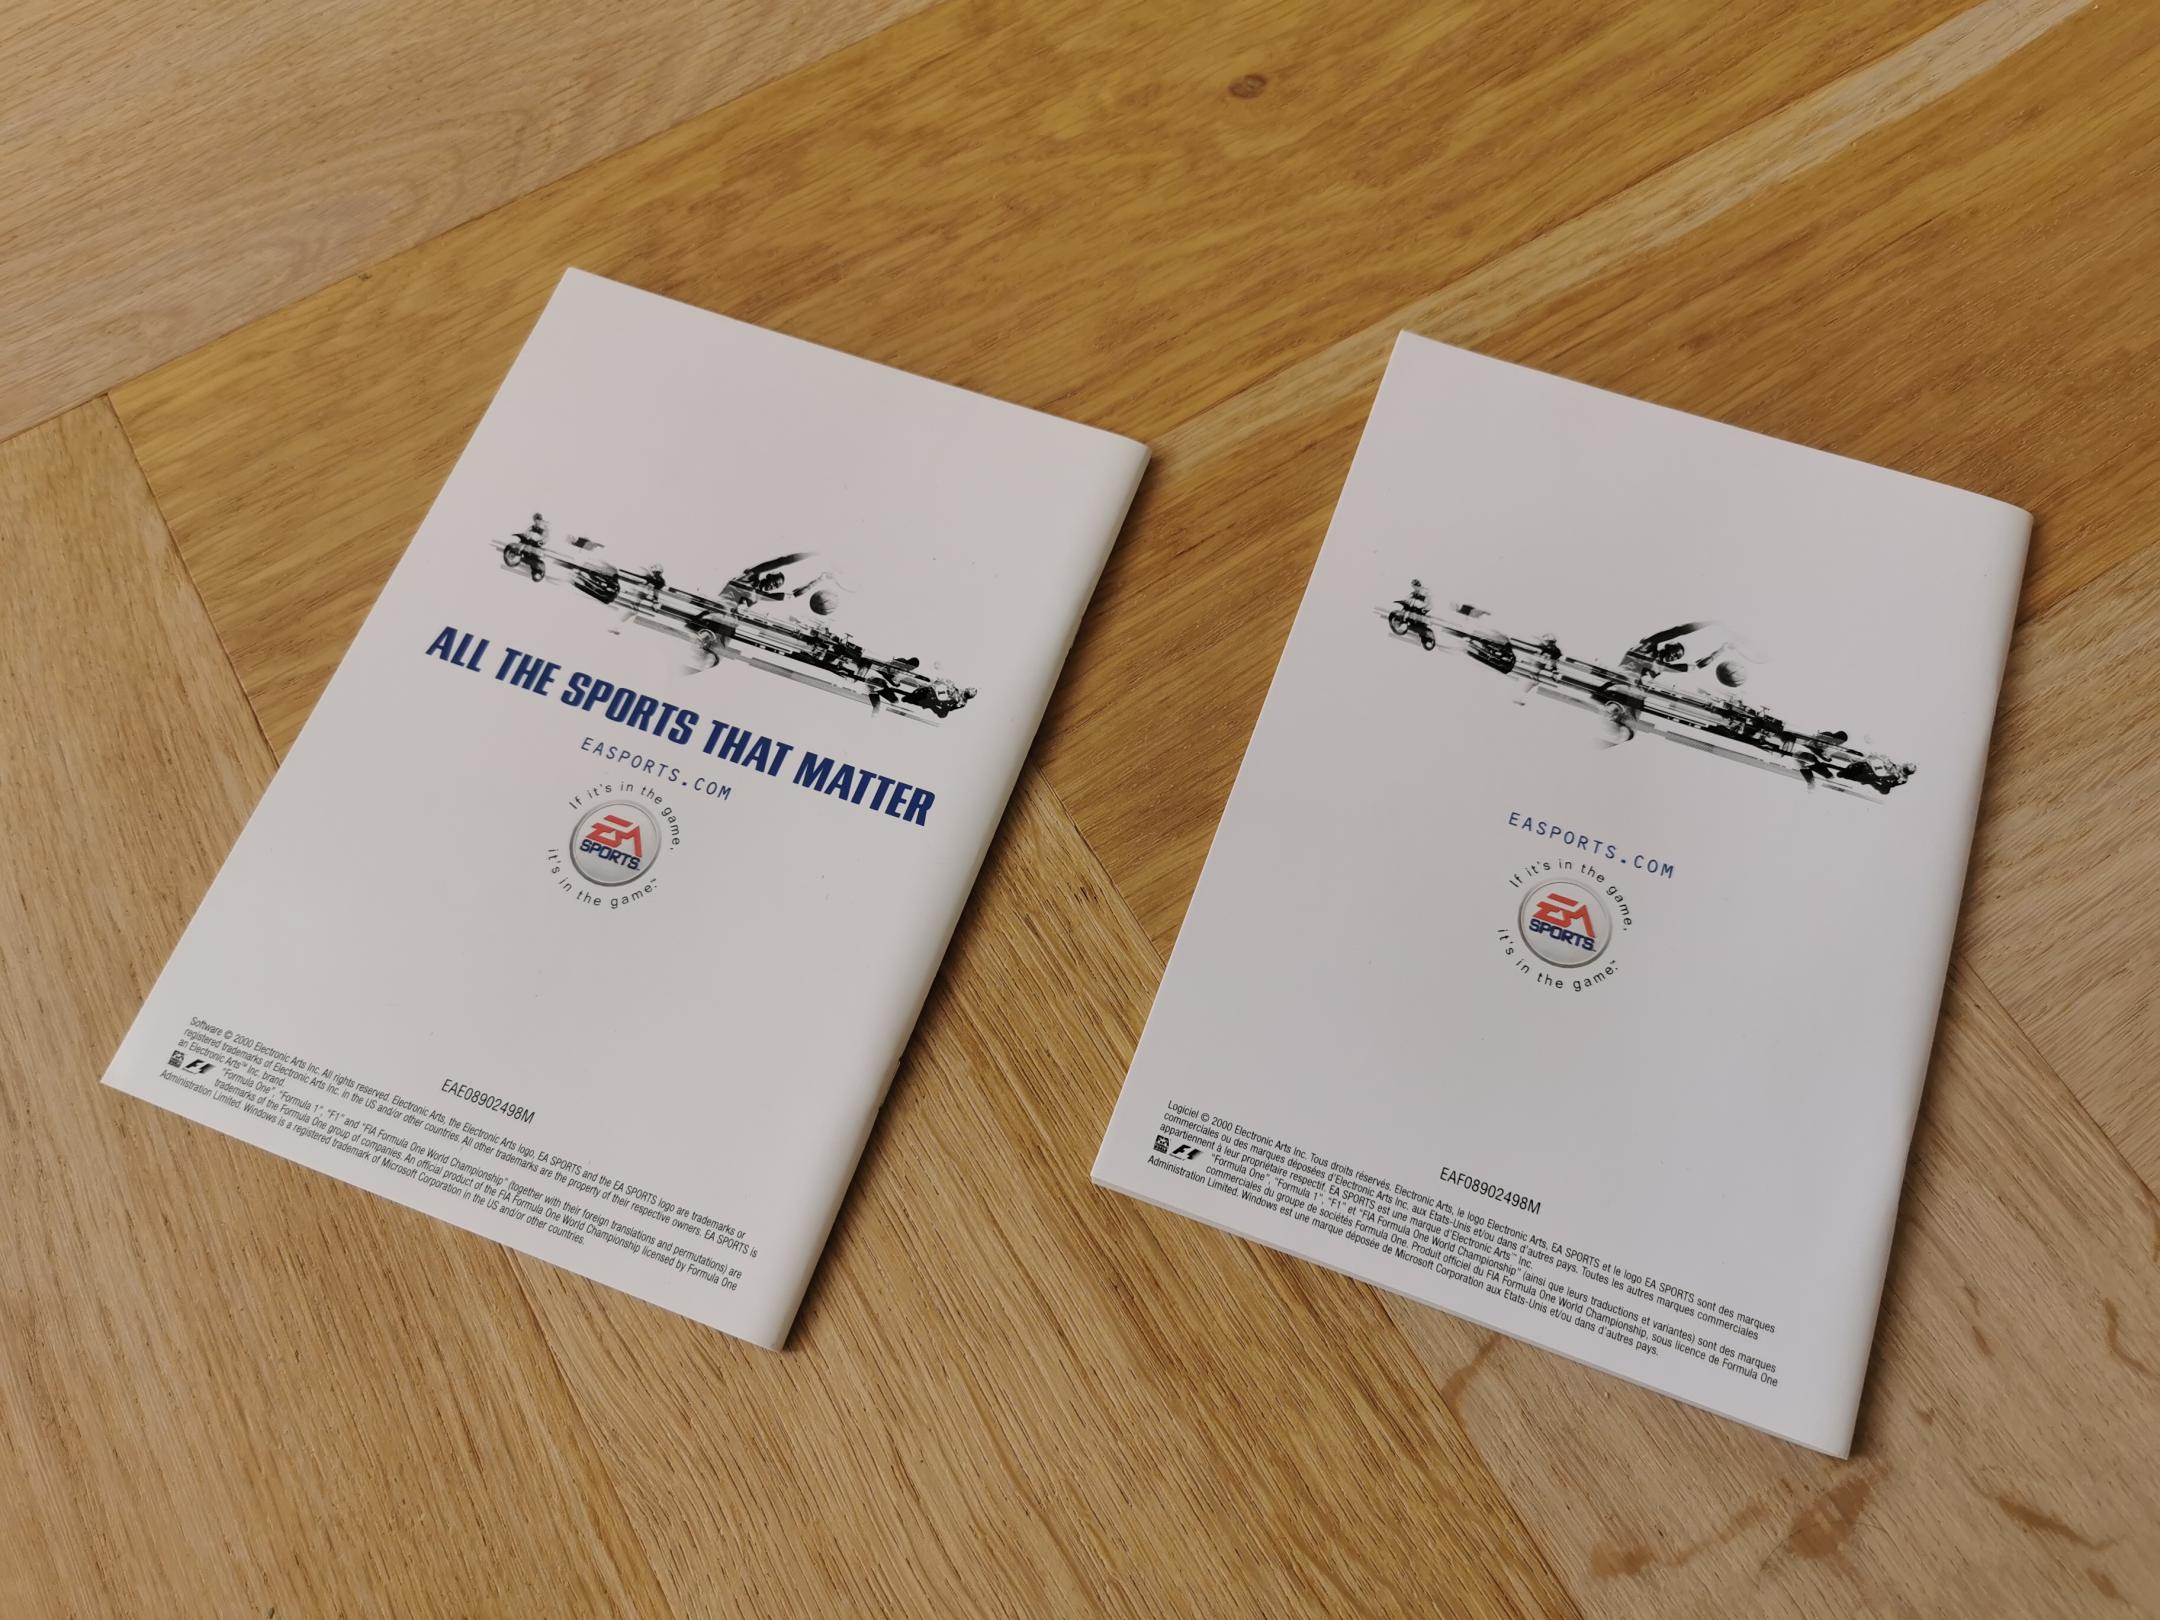 ALL THE SPORTS THAT MATTER
EASPORTS.COM
If it's in the game,
EA
SPORTS
it's in the game.™
EAE08902498M
Software © 2000 Electronic Arts Inc. All rights reserved. Electronic Arts, the Electronic Arts logo, EA SPORTS and the EA SPORTS logo are trademarks or
registered trademarks of Electronic Arts Inc. in the US and/or other countries. All other trademarks are the property of their respective owners. EA SPORTS is
an Electronic Arts™ Inc. brand.
F1 "Formula One", "Formula 1", "F1" and "FIA Formula One World Championship" (together with their foreign translations and permutations) are
trademarks of the Formula One group of companies. An official product of the FIA Formula One World Championship licensed by Formula One
Administration Limited. Windows is a registered trademark of Microsoft Corporation in the US and/or other countries.
EASPORTS.COM
If it's in the game,
EA
SPORTS
it's in the game.™
EAF08902498M
Logiciel © 2000 Electronic Arts Inc. Tous droits réservés. Electronic Arts, le logo Electronic Arts, EA SPORTS et le logo EA SPORTS sont des marques
commerciales ou des marques déposées d'Electronic Arts Inc. aux Etats-Unis et/ou dans d'autres pays. Toutes les autres marques commerciales
appartiennent à leur propriétaire respectif. EA SPORTS est une marque d'Electronic Arts™ Inc.
F1 "Formula One", "Formula 1", "F1" et "FIA Formula One World Championship" (ainsi que leurs traductions et variantes) sont des marques
commerciales du groupe de sociétés Formula One. Produit officiel du FIA Formula One World Championship, sous licence de Formula One
Administration Limited. Windows est une marque déposée de Microsoft Corporation aux Etats-Unis et/ou dans d'autres pays.